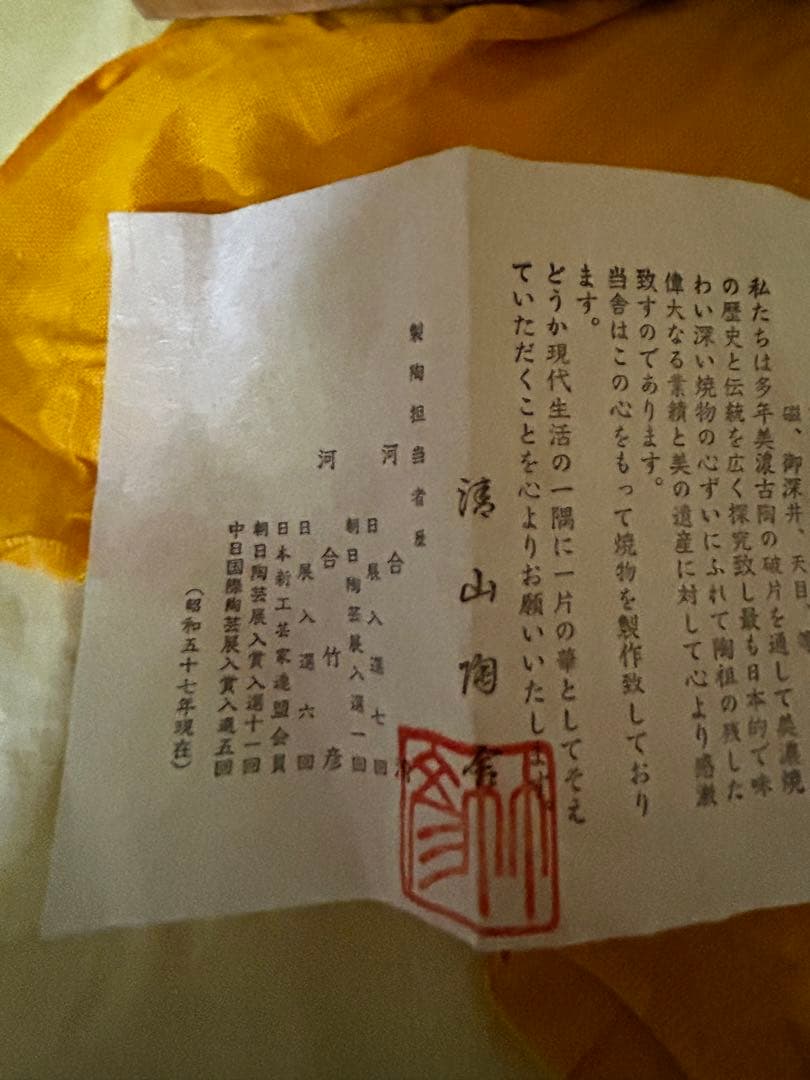 磁、御深井、天目、等
私たちは多年美濃古陶の破片を通して美濃焼
の歴史と伝統を広く探究致し最も日本的で味
わい深い焼物の心ずいにふれて陶祖の残した
偉大なる業績と美の遺産に対して心より感激
致すのであります。
当舎はこの心をもって焼物を製作致しており
ます。
どうか現代生活の一隅に一片の華としてそえ
ていただくことを心よりお願いいたします。
清山陶舎
製陶担当者歴
河合
日展入選七回
朝日陶芸展入選一回
河合竹彦
日展入選六回
日本新工芸家連盟会員
朝日陶芸展入賞入選十一回
中日国際陶芸展入賞入選五回
(昭和五十七年現在)
竹彦